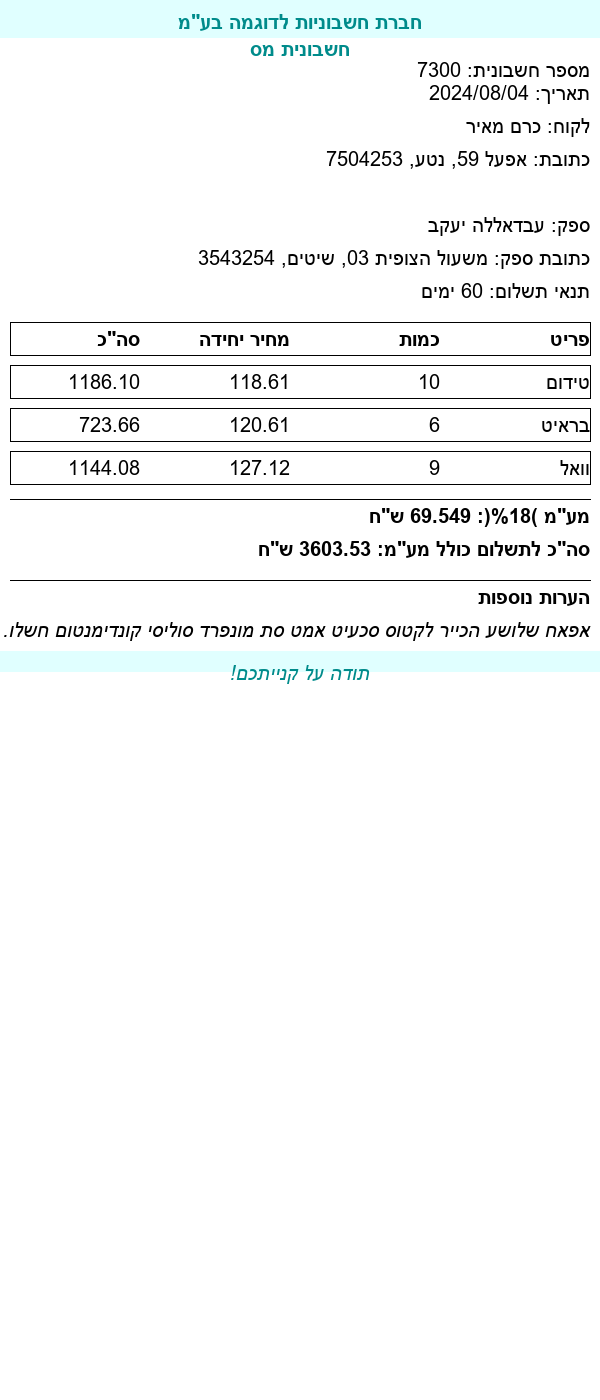 חברת חשבוניות לדוגמה בע"מ
חשבונית מס
מספר חשבונית: 7300
תאריך: 2024/08/04
לקוח: כרם מאיר
כתובת: אפעל 59, נטע, 7504253
ספק: עבדאללה יעקב
כתובת ספק: משעול הצופית 03, שיטים, 3543254
תנאי תשלום: 60 ימים
פריט כמות מחיר יחידה סה"כ
טידום 10 118.61 1186.10
בראיט 6 120.61 723.66
וואל 9 127.12 1144.08
מע"מ )18%(: 69.549 ש"ח
סה"כ לתשלום כולל מע"מ: 3603.53 ש"ח
הערות נוספות
אפאח שלושע הכייר לקטוס סכעיט אמט סת מונפרד סוליסי קונדימנטום חשלו.
תודה על קנייתכם!